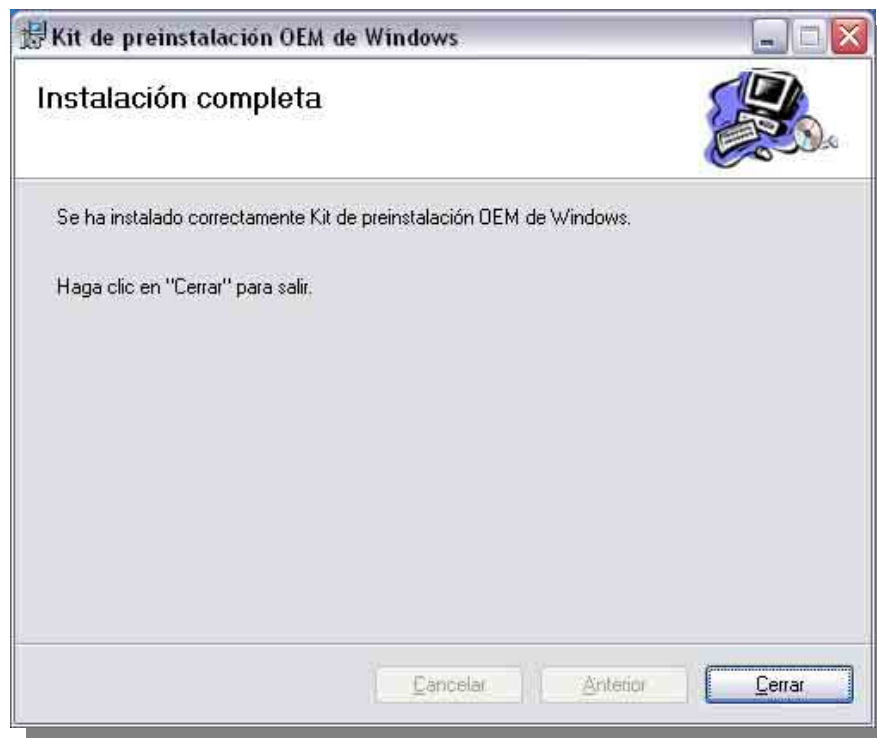 Kit de preinstalación OEM de Windows
Instalación completa
Se ha instalado correctamente Kit de preinstalación OEM de Windows.
Haga clic en "Cerrar" para salir.
Cancelar Anterior Cerrar